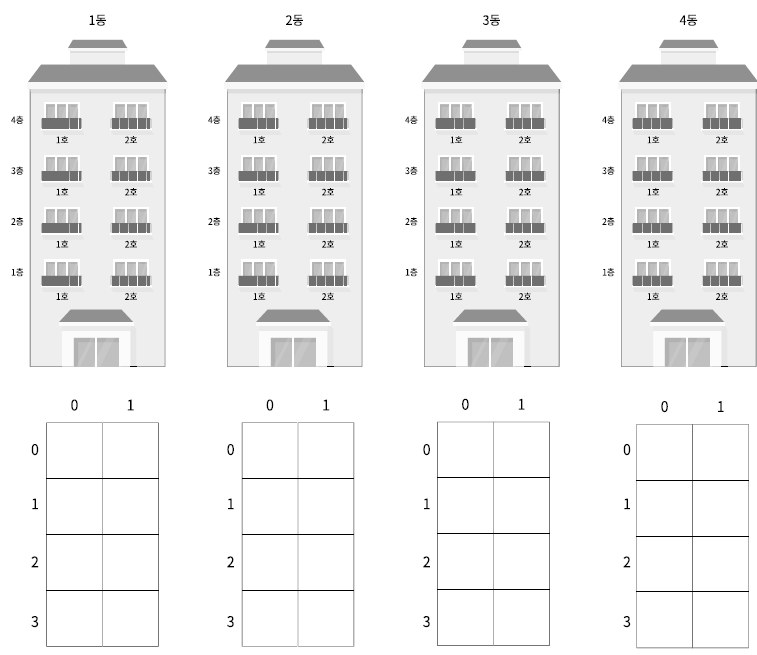 1동 2동 3동 4동
4층 4층 4층 4층
1호 2호 1호 2호 1호 2호 1호 2호
3층 3층 3층 3층
1호 2호 1호 2호 1호 2호 1호 2호
2층 2층 2층 2층
1호 2호 1호 2호 1호 2호 1호 2호
1층 1층 1층 1층
1호 2호 1호 2호 1호 2호 1호 2호
0 1 0 1 0 1 0 1
0 0 0 0
1 1 1 1
2 2 2 2
3 3 3 3